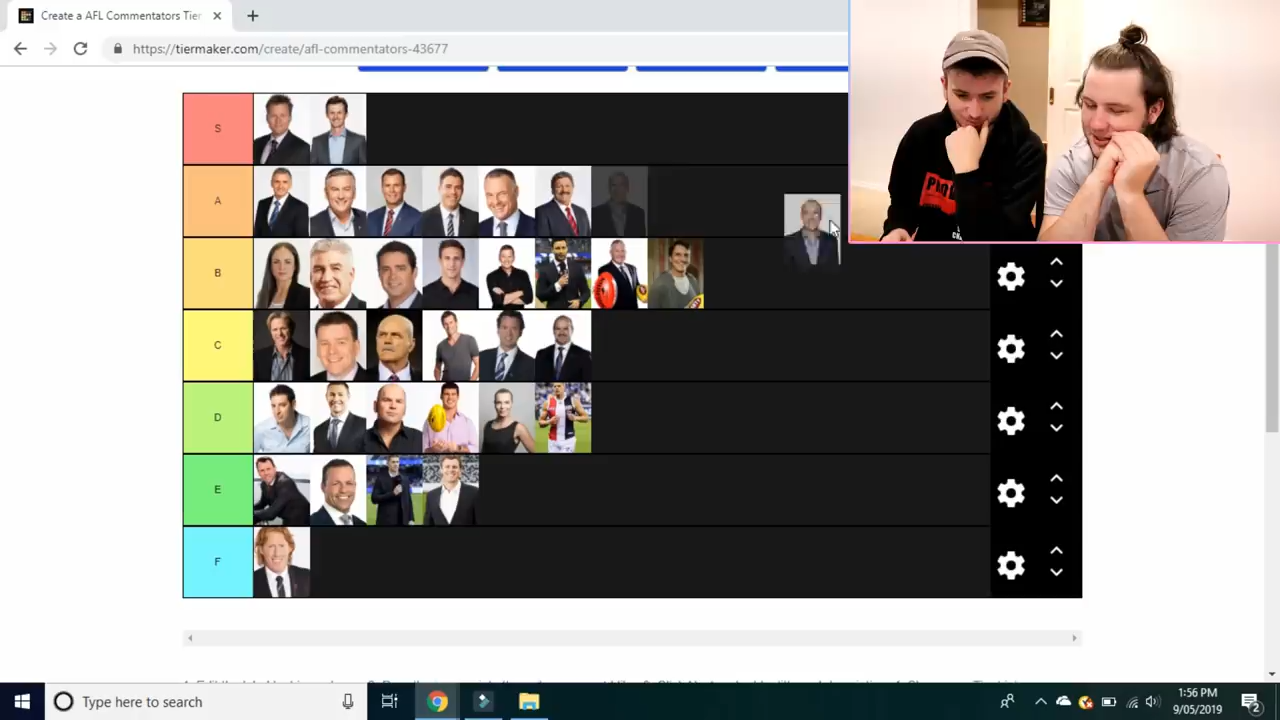 Create a AFL Commentators Tier
https://tiermaker.com/create/afl-commentators-43677
S
A
B
C
D
E
F
Type here to search
1:56 PM
9/05/2019
2